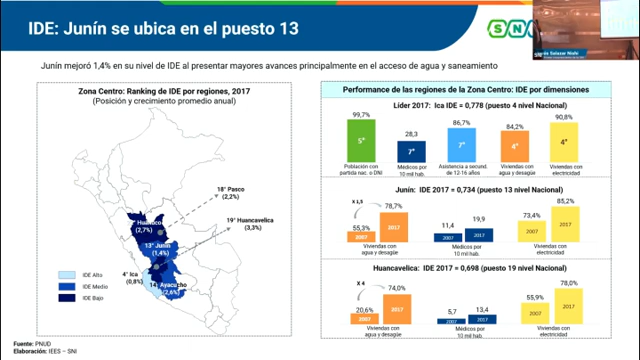 IDE: Junín se ubica en el puesto 13
SNI
Junín mejoró 1,4% en su nivel de IDE al presentar mayores avances principalmente en el acceso de agua y saneamiento
Zona Centro: Ranking de IDE por regiones, 2017
(Posición y crecimiento promedio anual)
18° Pasco
(2,2%)
Huánuco
(2,7%)
19° Huancavelica
(3,3%)
13° Junín
(1,4%)
4° Ica
(0,8%)
14° Ayacucho
(2,6%)
IDE Alto
IDE Medio
IDE Bajo
Performance de las regiones de la Zona Centro: IDE por dimensiones
Líder 2017: Ica IDE = 0,778 (puesto 4 nivel Nacional)
99,7%
28,3
86,7%
84,2%
90,8%
5°
7°
7°
4°
4°
Población con
partida nac. o DNI
Médicos por
10 mil hab.
Asistencia a secund.
de 12-16 años
Viviendas con
agua y desagüe
Viviendas con
electricidad
Junín: IDE 2017 = 0,734 (puesto 13 nivel Nacional)
55,3%
78,7%
11,4
19,9
73,4%
85,2%
2007
2017
2007
2017
2007
2017
Viviendas con
agua y desagüe
Médicos por
10 mil hab.
Viviendas con
electricidad
Huancavelica: IDE 2017 = 0,698 (puesto 19 nivel Nacional)
X 4
20,6%
74,0%
5,7
13,4
55,9%
78,0%
2007
2017
2007
2017
2007
2017
Viviendas con
agua y desagüe
Médicos por
10 mil hab.
Viviendas con
electricidad
Fuente: PNUD
Elaboración: IEES – SNI